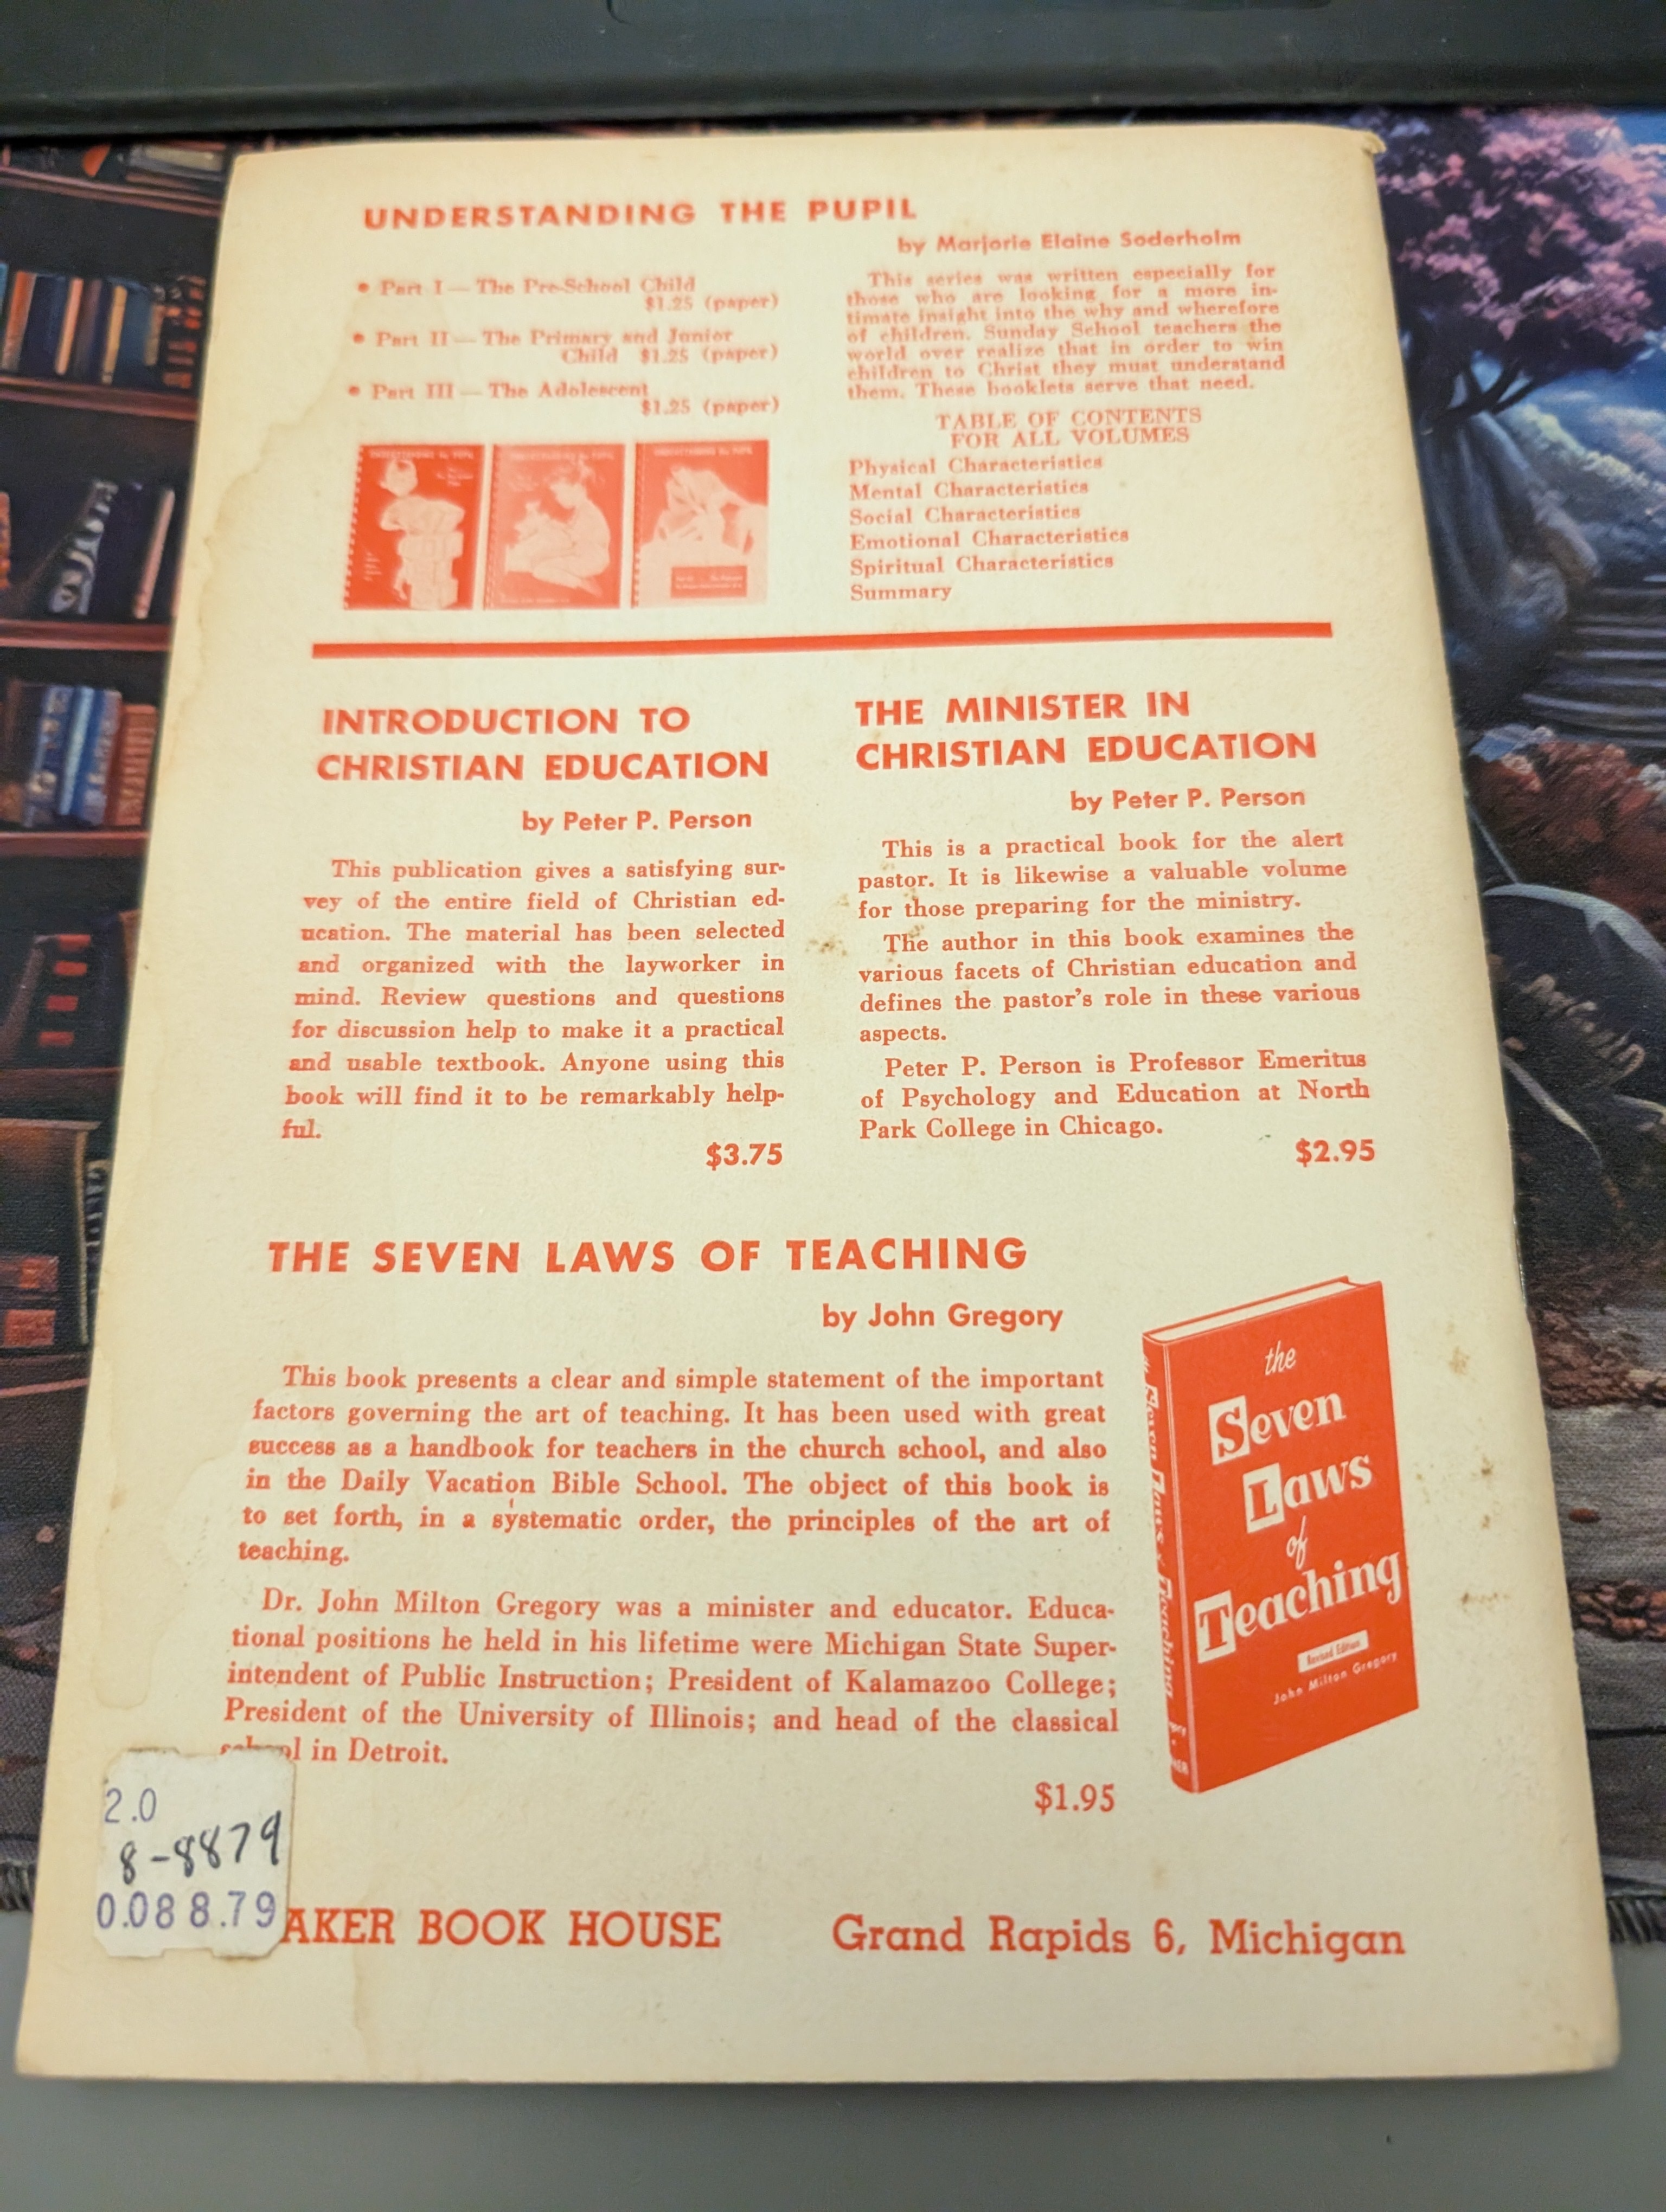 UNDERSTANDING THE PUPIL
by Marjorie Elaine Soderholm
• Part I — The Pre-School Child
$1.25 (paper)
• Part II — The Primary and Junior
Child $1.25 (paper)
• Part III — The Adolescent
$1.25 (paper)
UNDERSTANDING the PUPIL
UNDERSTANDING the PUPIL
UNDERSTANDING the PUPIL
This series was written especially for
those who are looking for a more in-
timate insight into the why and wherefore
of children. Sunday School teachers the
world over realize that in order to win
children to Christ they must understand
them. These booklets serve that need.
TABLE OF CONTENTS
FOR ALL VOLUMES
Physical Characteristics
Mental Characteristics
Social Characteristics
Emotional Characteristics
Spiritual Characteristics
Summary
INTRODUCTION TO
CHRISTIAN EDUCATION
by Peter P. Person
This publication gives a satisfying sur-
vey of the entire field of Christian ed-
ucation. The material has been selected
and organized with the layworker in
mind. Review questions and questions
for discussion help to make it a practical
and usable textbook. Anyone using this
book will find it to be remarkably help-
ful.
$3.75
THE MINISTER IN
CHRISTIAN EDUCATION
by Peter P. Person
This is a practical book for the alert
pastor. It is likewise a valuable volume
for those preparing for the ministry.
The author in this book examines the
various facets of Christian education and
defines the pastor's role in these various
aspects.
Peter P. Person is Professor Emeritus
of Psychology and Education at North
Park College in Chicago.
$2.95
THE SEVEN LAWS OF TEACHING
by John Gregory
This book presents a clear and simple statement of the important
factors governing the art of teaching. It has been used with great
success as a handbook for teachers in the church school, and also
in the Daily Vacation Bible School. The object of this book is
to set forth, in a systematic order, the principles of the art of
teaching.
Dr. John Milton Gregory was a minister and educator. Educa-
tional positions he held in his lifetime were Michigan State Super-
intendent of Public Instruction; President of Kalamazoo College;
President of the University of Illinois; and head of the classical
school in Detroit.
$1.95
the
Seven
Laws
of
Teaching
Revised Edition
John Milton Gregory
the Seven Laws of Teaching
2.0
8-8879
0.088.79
AKER BOOK HOUSE Grand Rapids 6, Michigan